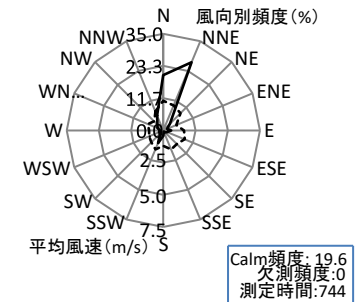 N
風向別頻度(%)
35.0
NNW
NNE
NW
23.3
NE
WN...
11.7
ENE
W
0.0
E
WSW
2.5
ESE
SW
5.0
SE
SSW
SSE
7.5
S
平均風速(m/s)
Calm頻度: 19.6
欠測頻度:0
測定時間:744